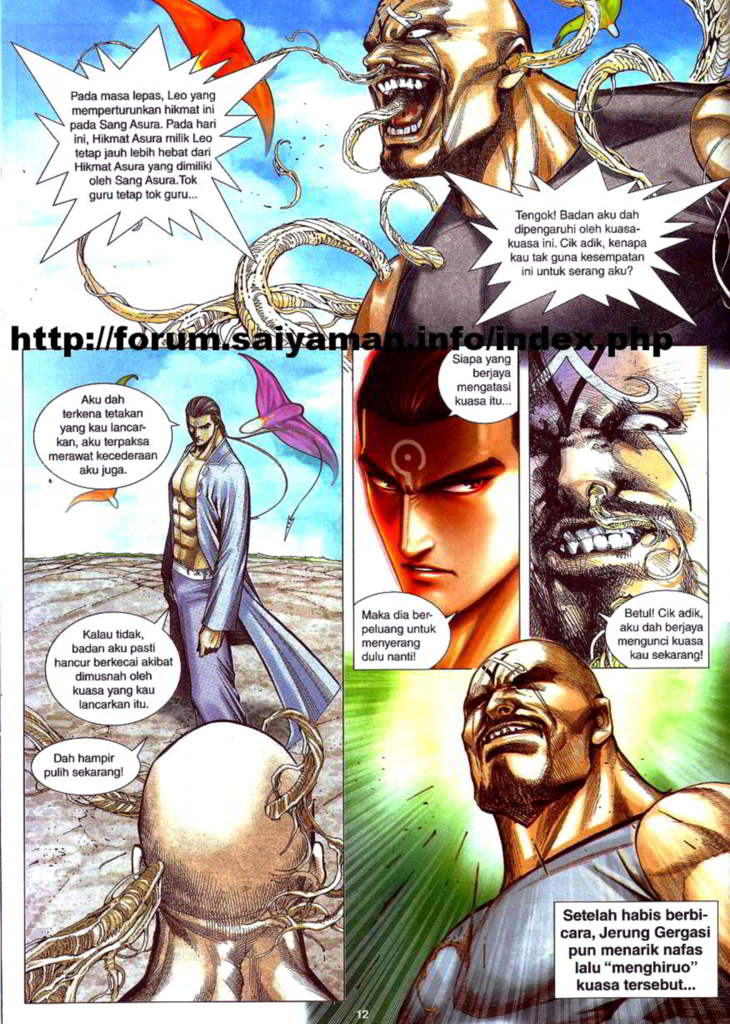 Pada masa lepas, Leo yang
memperturunkan hikmat ini
pada Sang Asura. Pada hari
ini, Hikmat Asura milik Leo
tetap jauh lebih hebat dari
Hikmat Asura yang dimiliki
oleh Sang Asura.Tok
guru tetap tok guru...
Tengok! Badan aku dah
dipengaruhi oleh kuasa-
kuasa ini. Cik adik, kenapa
kau tak guna kesempatan
ini untuk serang aku?
http://forum.saiyaman.info/index.php
Aku dah
terkena tetakan
yang kau lancar-
kan, aku terpaksa
merawat kecederaan
aku juga.
Kalau tidak,
badan aku pasti
hancur berkecai akibat
dimusnah oleh
kuasa yang kau
lancarkan itu.
Dah hampir
pulih sekarang!
Siapa yang
berjaya
mengatasi
kuasa itu...
Maka dia ber-
peluang untuk
menyerang
dulu nanti!
Betul! Cik adik,
aku dah berjaya
mengunci kuasa
kau sekarang!
Setelah habis berbi-
cara, Jerung Gergasi
pun menarik nafas
lalu "menghiruo"
kuasa tersebut...
12